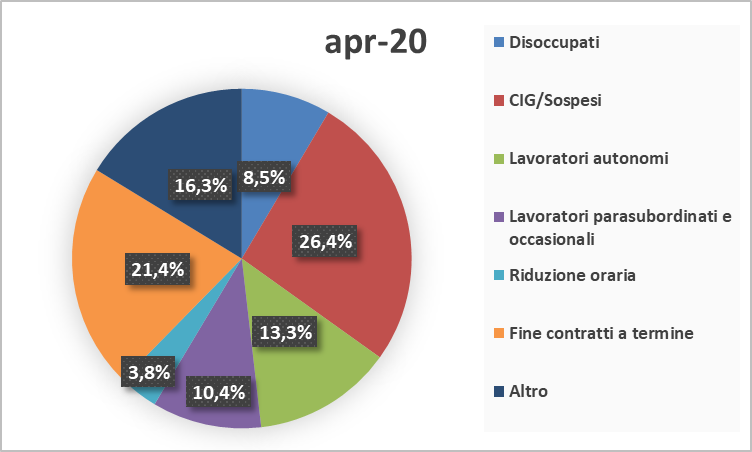 apr-20
Disoccupati
CIG/Sospesi
Lavoratori autonomi
Lavoratori parasubordinati e
occasionali
Riduzione oraria
Fine contratti a termine
Altro
8,5%
26,4%
13,3%
10,4%
3,8%
21,4%
16,3%